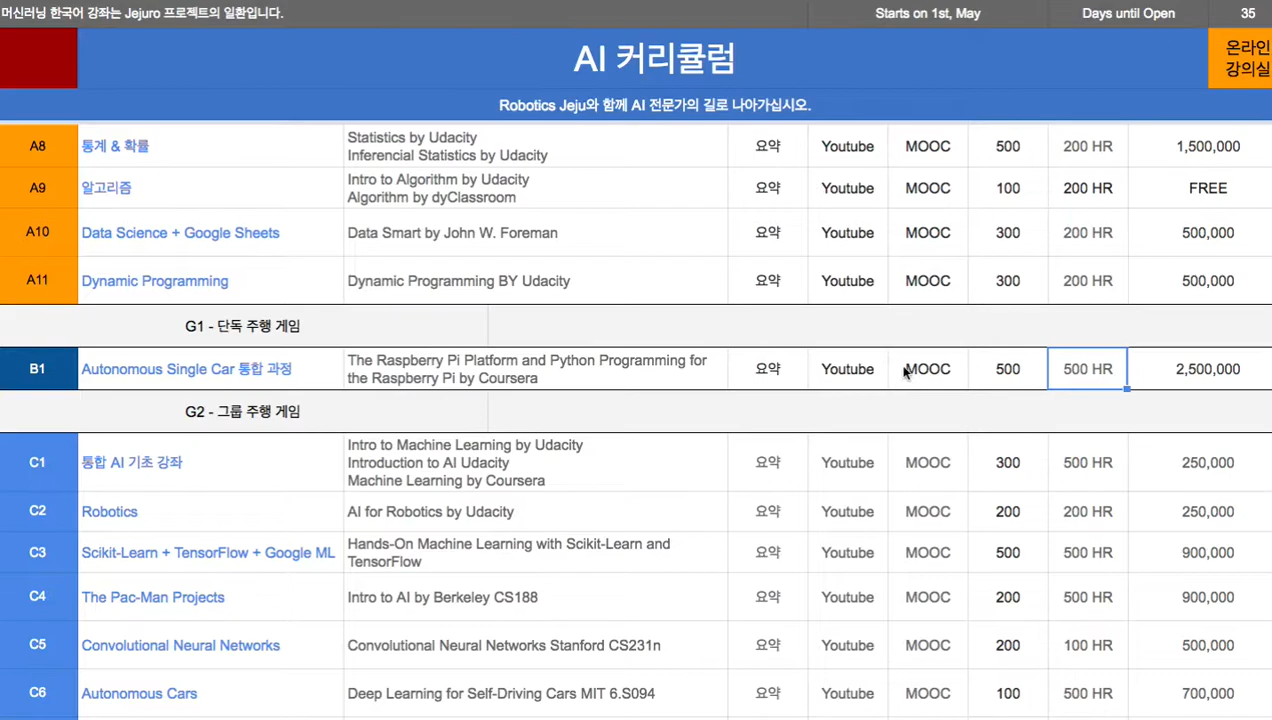 머신러닝 한국어 강좌는 Jejuro 프로젝트의 일환입니다. Starts on 1st, May Days until Open 35
AI 커리큘럼
온라인
강의실
Robotics Jeju와 함께 AI 전문가의 길로 나아가십시오.
A8 통계 & 확률 Statistics by Udacity 요약 Youtube MOOC 500 200 HR 1,500,000
Inferencial Statistics by Udacity
A9 알고리즘 Intro to Algorithm by Udacity 요약 Youtube MOOC 100 200 HR FREE
Algorithm by dyClassroom
A10 Data Science + Google Sheets Data Smart by John W. Foreman 요약 Youtube MOOC 300 200 HR 500,000
A11 Dynamic Programming Dynamic Programming BY Udacity 요약 Youtube MOOC 300 200 HR 500,000
G1 - 단독 주행 게임
B1 Autonomous Single Car 통합 과정 The Raspberry Pi Platform and Python Programming for 요약 Youtube MOOC 500 500 HR 2,500,000
the Raspberry Pi by Coursera
G2 - 그룹 주행 게임
C1 통합 AI 기초 강좌 Intro to Machine Learning by Udacity 요약 Youtube MOOC 300 500 HR 250,000
Introduction to AI Udacity
Machine Learning by Coursera
C2 Robotics AI for Robotics by Udacity 요약 Youtube MOOC 200 200 HR 250,000
C3 Scikit-Learn + TensorFlow + Google ML Hands-On Machine Learning with Scikit-Learn and 요약 Youtube MOOC 500 500 HR 900,000
TensorFlow
C4 The Pac-Man Projects Intro to AI by Berkeley CS188 요약 Youtube MOOC 200 500 HR 900,000
C5 Convolutional Neural Networks Convolutional Neural Networks Stanford CS231n 요약 Youtube MOOC 200 100 HR 500,000
C6 Autonomous Cars Deep Learning for Self-Driving Cars MIT 6.S094 요약 Youtube MOOC 100 500 HR 700,000